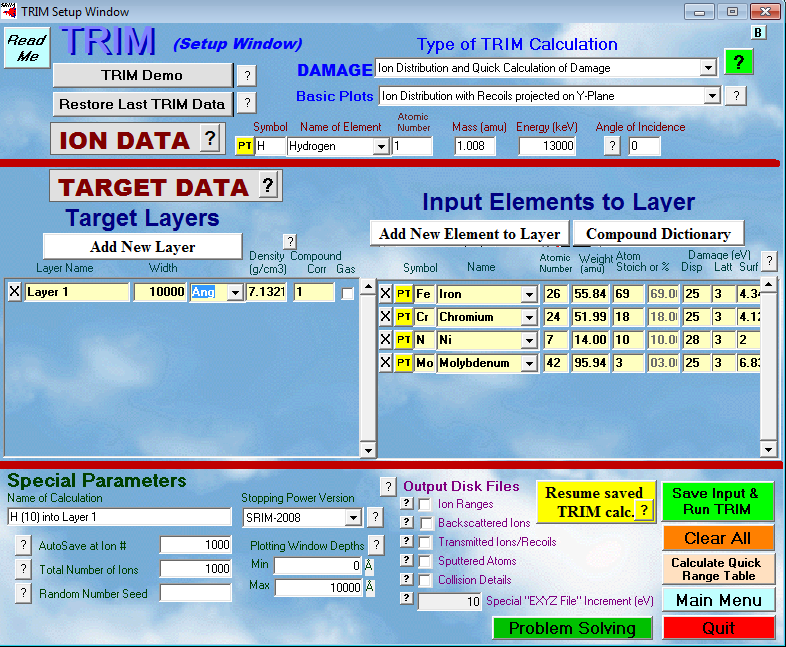 TRIM Setup Window
Read Me
TRIM
(Setup Window)
B
Type of TRIM Calculation
TRIM Demo
?
DAMAGE
Ion Distribution and Quick Calculation of Damage
?
Restore Last TRIM Data
?
Basic Plots
Ion Distribution with Recoils projected on Y-Plane
?
ION DATA
?
Symbol
Name of Element
Atomic Number
Mass (amu)
Energy (keV)
Angle of Incidence
PT
H
Hydrogen
1
1.008
13000
?
0
TARGET DATA
?
Target Layers
Add New Layer
?
Layer Name
Width
Density (g/cm3)
Compound Corr
Gas
X
Layer 1
10000
Ang
7.1321
1
Input Elements to Layer
Add New Element to Layer
Compound Dictionary
Symbol
Name
Atomic Number
Weight (amu)
Atom Stoich or %
Damage (eV)
Disp
Latt
Surf
?
X PT Fe Iron 26 55.84 69 69.0 25 3 4.34
X PT Cr Chromium 24 51.99 18 18.0 25 3 4.12
X PT N Ni 7 14.00 10 10.0 28 3 2
X PT Mo Molybdenum 42 95.94 3 03.0 25 3 6.83
Special Parameters
Name of Calculation
H (10) into Layer 1
Stopping Power Version
SRIM-2008
?
?
AutoSave at Ion #
1000
?
Total Number of Ions
1000
?
Random Number Seed
Plotting Window Depths
?
Min
0
Å
Max
10000
Å
?
Output Disk Files
?
Ion Ranges
?
Backscattered Ions
?
Transmitted Ions/Recoils
?
Sputtered Atoms
?
Collision Details
?
10
Special "EXYZ File" Increment (eV)
Resume saved
TRIM calc.
?
Save Input &
Run TRIM
Clear All
Calculate Quick
Range Table
Main Menu
Problem Solving
Quit